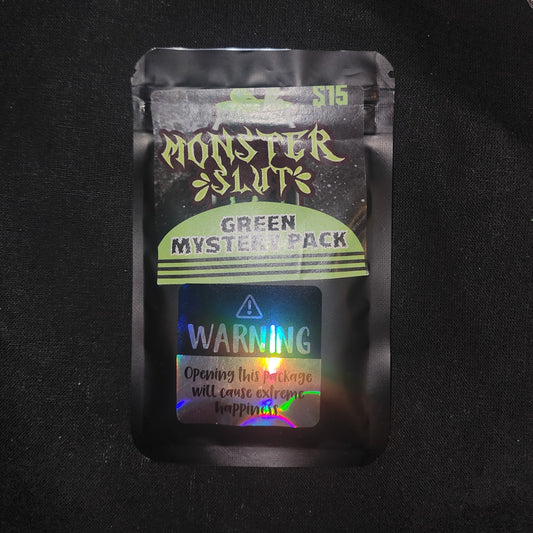 $15
MONSTER
SLUT
GREEN
MYSTERY PACK
WARNING
Opening this package
will cause extreme
happiness